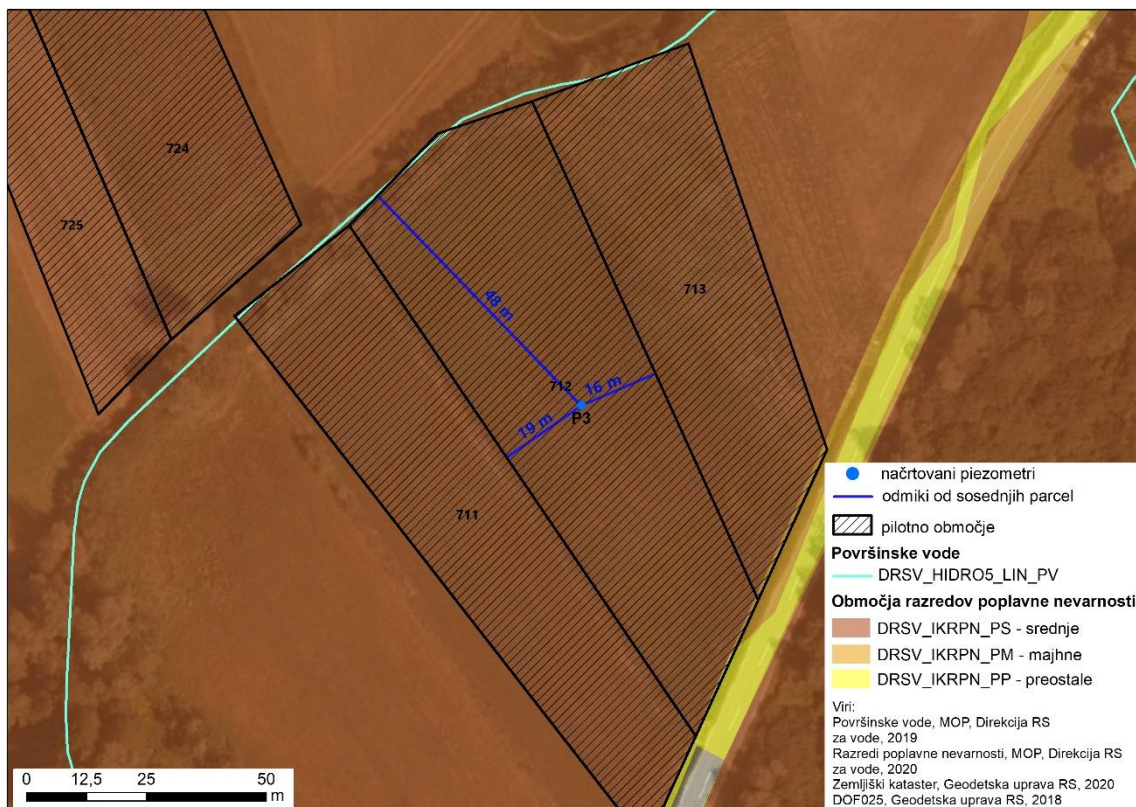 724
725
713
48 m
712
16 m
P3
19 m
711
načrtovani piezometri
odmiki od sosednjih parcel
pilotno območje
Površinske vode
DRSV_HIDRO5_LIN_PV
Območja razredov poplavne nevarnosti
DRSV_IKRPN_PS - srednje
DRSV_IKRPN_PM - majhne
DRSV_IKRPN_PP - preostale
Viri:
Površinske vode, MOP, Direkcija RS
za vode, 2019
Razredi poplavne nevarnosti, MOP, Direkcija RS
za vode, 2020
Zemljiški kataster, Geodetska uprava RS, 2020
DOF025, Geodetska uprava RS, 2018
0 12,5 25 50
m